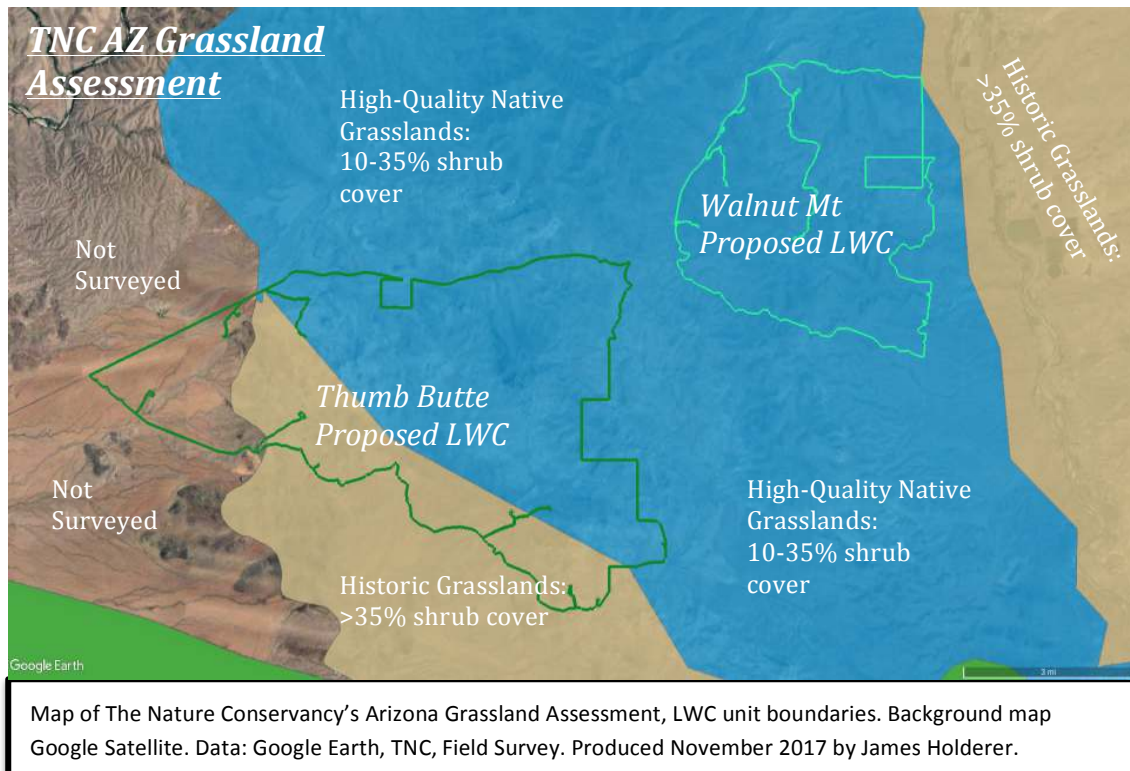 TNC AZ Grassland
Assessment
High-Quality Native
Grasslands:
10-35% shrub
cover
Historic Grasslands:
>35% shrub cover
Walnut Mt
Proposed LWC
Not
Surveyed
Thumb Butte
Proposed LWC
Not
Surveyed
High-Quality Native
Grasslands:
10-35% shrub
cover
Historic Grasslands:
>35% shrub cover
Google Earth
3 mi
Map of The Nature Conservancy’s Arizona Grassland Assessment, LWC unit boundaries. Background map
Google Satellite. Data: Google Earth, TNC, Field Survey. Produced November 2017 by James Holderer.